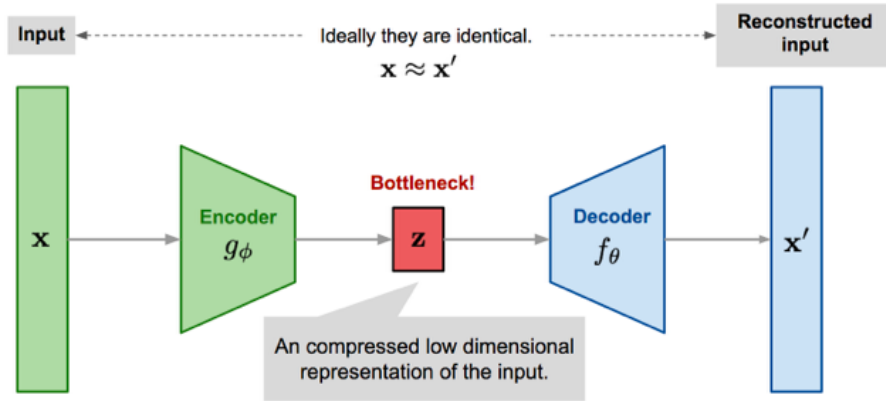 Input
Ideally they are identical.
Reconstructed
input
x ≈ x′
Bottleneck!
Encoder
Decoder
x
gϕ
z
fθ
x′
An compressed low dimensional
representation of the input.